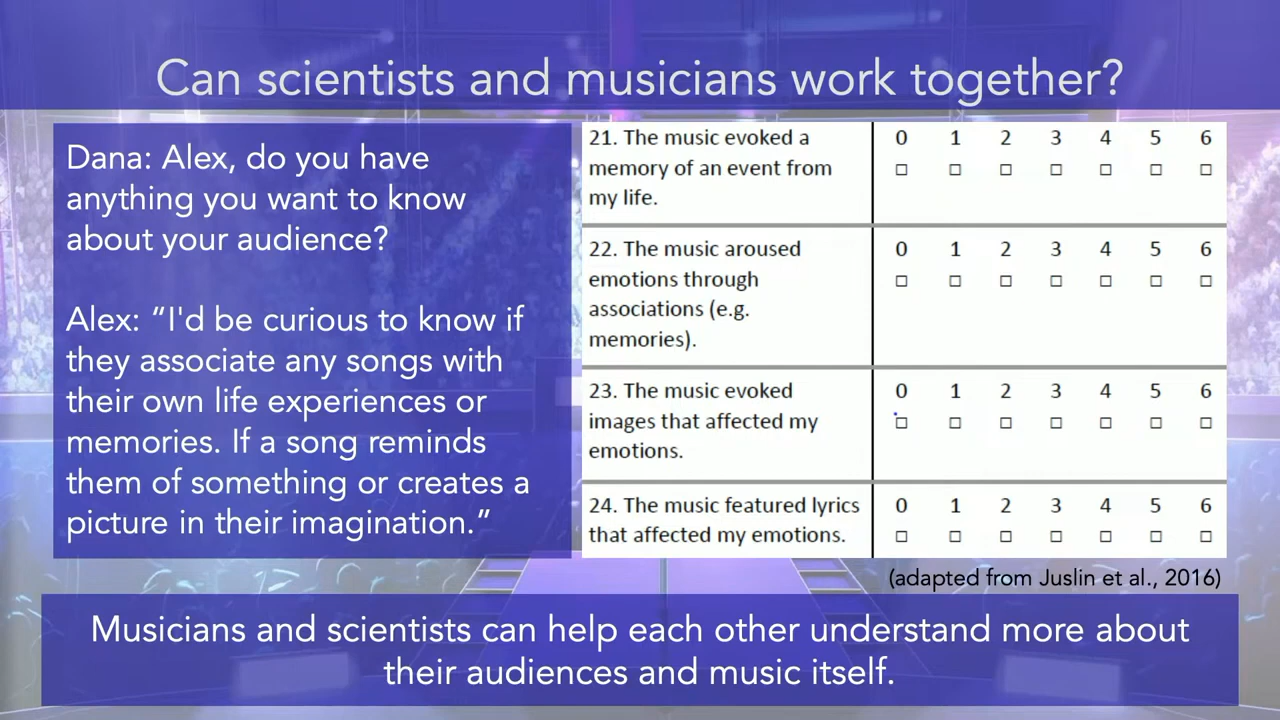 Can scientists and musicians work together?
Dana: Alex, do you have
anything you want to know
about your audience?
Alex: “I'd be curious to know if
they associate any songs with
their own life experiences or
memories. If a song reminds
them of something or creates a
picture in their imagination.”
21. The music evoked a
memory of an event from
my life.
0 1 2 3 4 5 6
22. The music aroused
emotions through
associations (e.g.
memories).
0 1 2 3 4 5 6
23. The music evoked
images that affected my
emotions.
0 1 2 3 4 5 6
24. The music featured lyrics
that affected my emotions.
0 1 2 3 4 5 6
(adapted from Juslin et al., 2016)
Musicians and scientists can help each other understand more about
their audiences and music itself.